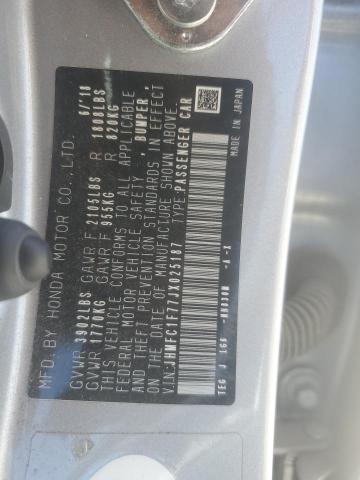 MFD. BY HONDA MOTOR CO., LTD. 6/'18
GVWR 3902LBS GAWR F 2105LBS R 1808LBS
GVWR 1770KG GAWR F 955KG R 820KG
THIS VEHICLE CONFORMS TO ALL APPLICABLE
FEDERAL MOTOR VEHICLE SAFETY, BUMPER,
AND THEFT PREVENTION STANDARDS IN EFFECT
ON THE DATE OF MANUFACTURE SHOWN ABOVE.
V.I.N: JHMFC1F77JX025187 TYPE: PASSENGER CAR
MADE IN JAPAN
TEG J 1G6 -A-X